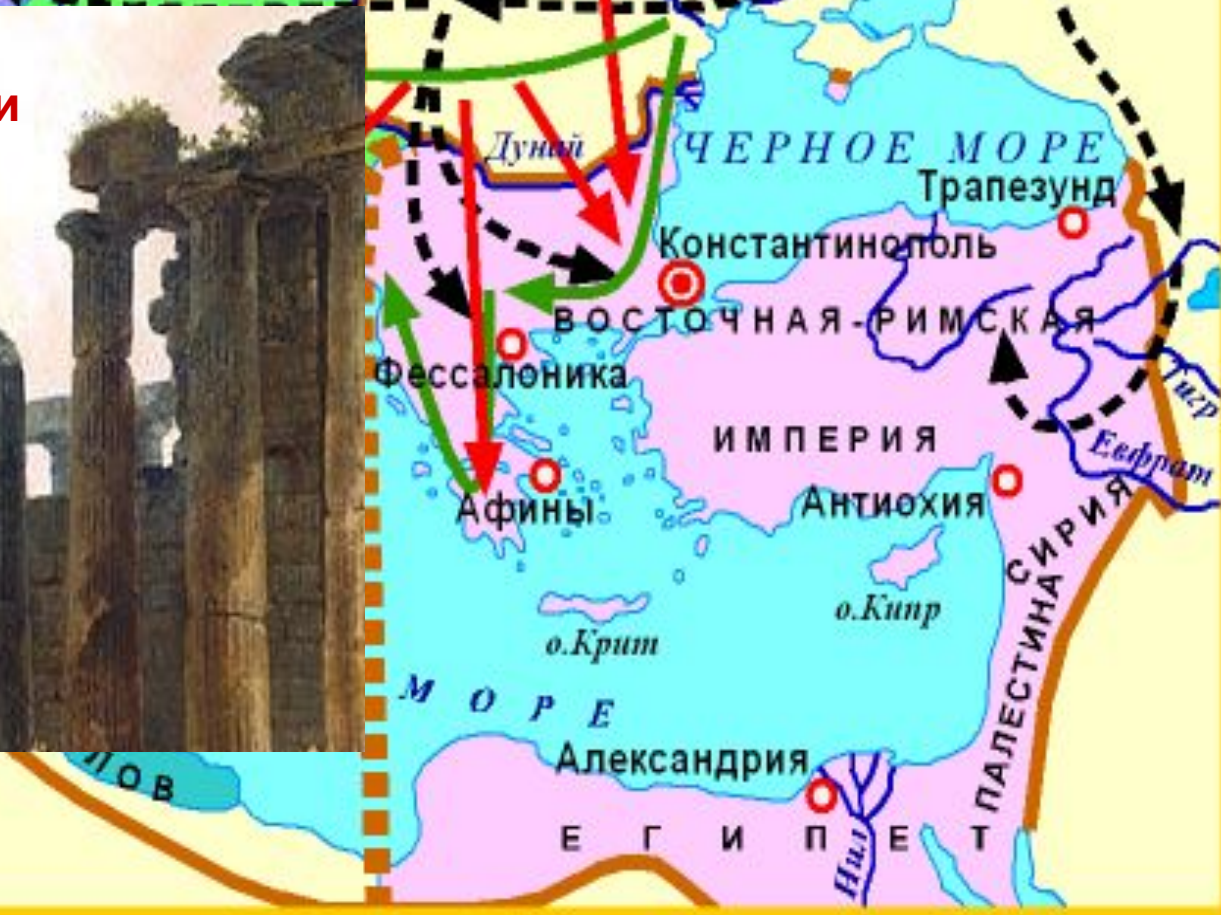 и
Дунай
ЧЕРНОЕ МОРЕ
Трапезунд
Константинополь
ВОСТОЧНАЯ-РИМСКАЯ
Фессалоника
Тигр
ИМПЕРИЯ
Евфрат
Антиохия
Афины
СИРИЯ
о.Кипр
о.Крит
ПАЛЕСТИНА
МОРЕ
Александрия
ЛОВ
ЕГИПЕТ
Нил